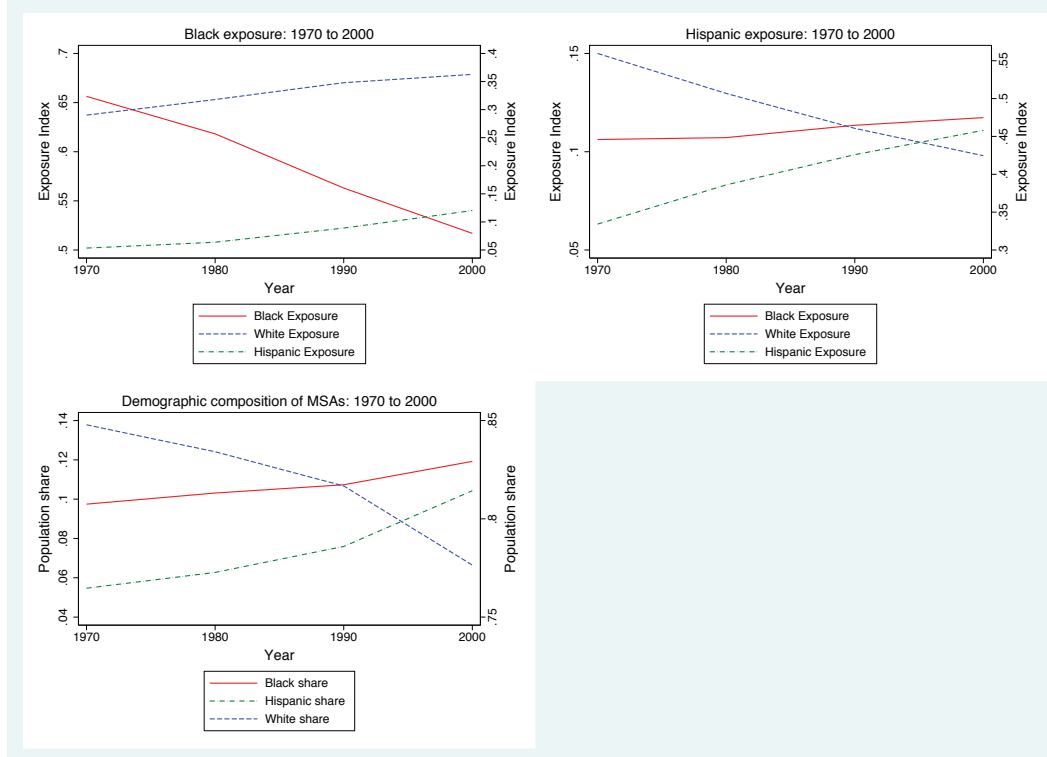 Black exposure: 1970 to 2000
.7
.65
.6
.55
.5
Exposure Index
.4
.35
.3
.25
.2
.15
.1
.05
Exposure Index
1970 1980 1990 2000
Year
Black Exposure
White Exposure
Hispanic Exposure
Hispanic exposure: 1970 to 2000
.15
.1
.05
Exposure Index
.55
.5
.45
.4
.35
.3
Exposure Index
1970 1980 1990 2000
Year
Black Exposure
White Exposure
Hispanic Exposure
Demographic composition of MSAs: 1970 to 2000
.14
.12
.1
.08
.06
.04
Population share
.85
.8
.75
Population share
1970 1980 1990 2000
Year
Black share
Hispanic share
White share